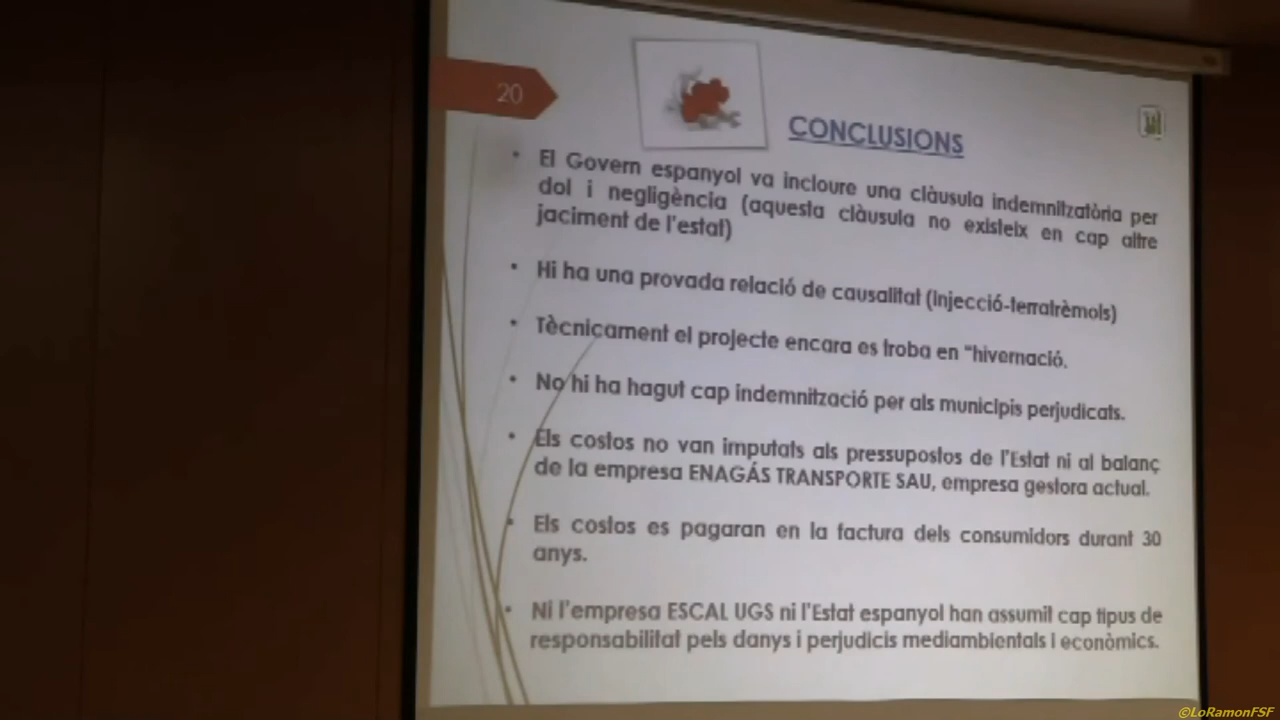 20
CONCLUSIONS
• El Govern espanyol va incloure una clàusula indemnitzatòria per
dol i negligència (aquesta clàusula no existeix en cap altre
jaciment de l'estat)
• Hi ha una provada relació de causalitat (injecció-terratrèmols)
• Tècnicament el projecte encara es troba en "hivernació.
• No hi ha hagut cap indemnització per als municipis perjudicats.
• Els costos no van imputats als pressupostos de l'Estat ni al balanç
de la empresa ENAGÁS TRANSPORTE SAU, empresa gestora actual.
• Els costos es pagaran en la factura dels consumidors durant 30
anys.
• Ni l'empresa ESCAL UGS ni l'Estat espanyol han assumit cap tipus de
responsabilitat pels danys i perjudicis mediambientals i econòmics.
©LoRamonFSF